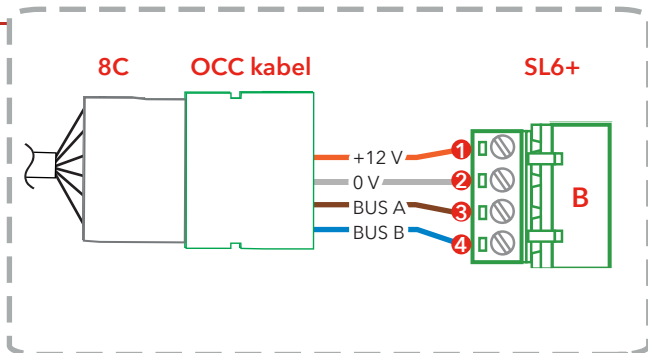 8C OCC kabel SL6+
+12 V 1
0 V 2
BUS A 3
BUS B 4
B